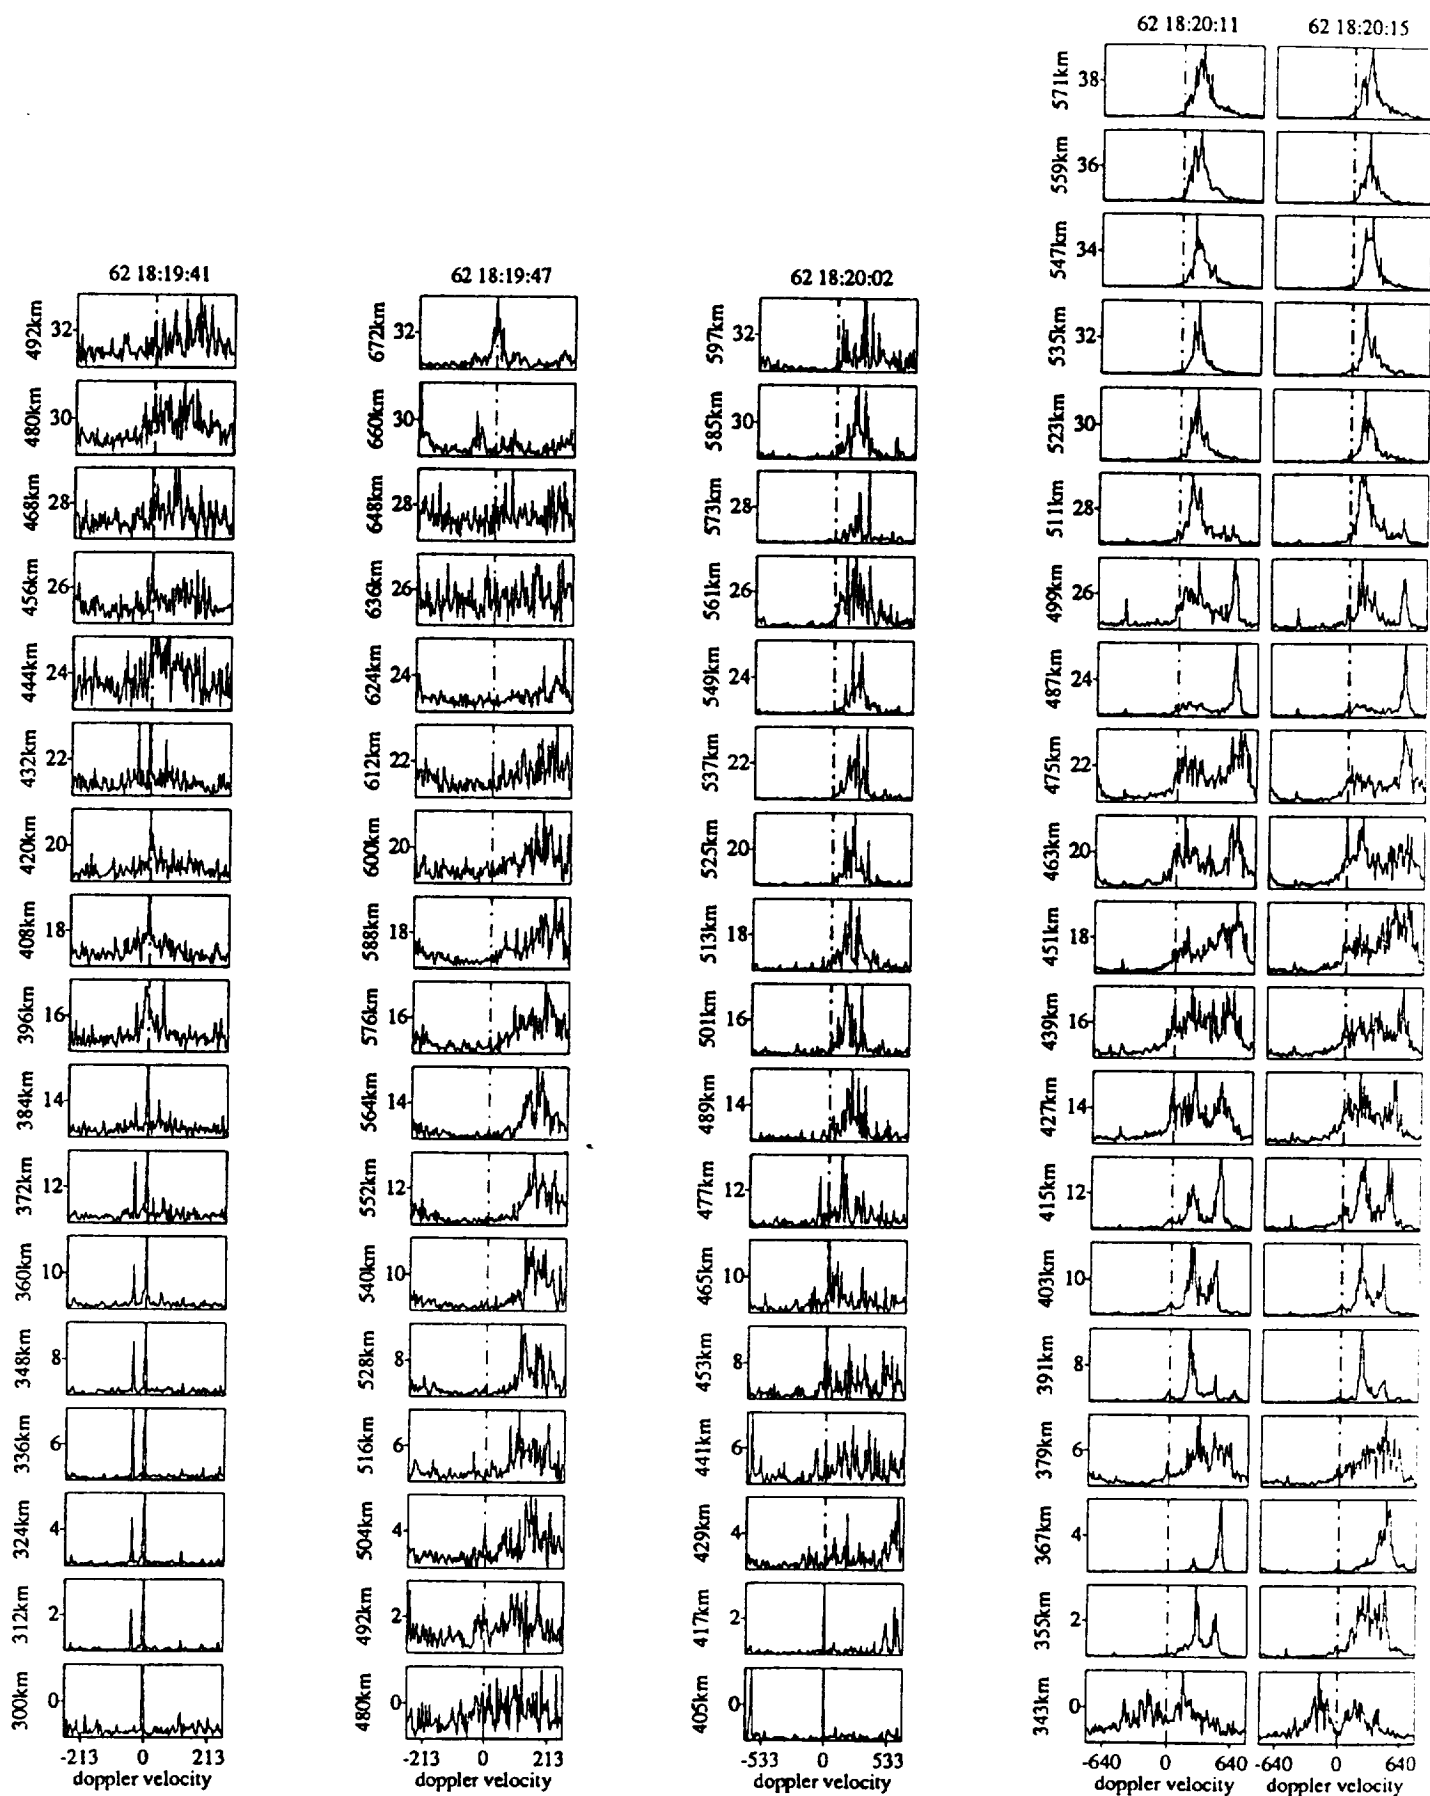 62 18:20:11 62 18:20:15
571km 38
559km 36
547km 34
535km 32
523km 30
511km 28
499km 26
487km 24
475km 22
463km 20
451km 18
439km 16
427km 14
415km 12
403km 10
391km 8
379km 6
367km 4
355km 2
343km 0
-640 0 640 -640 0 640
doppler velocity doppler velocity
62 18:19:41
492km 32
480km 30
468km 28
456km 26
444km 24
432km 22
420km 20
408km 18
396km 16
384km 14
372km 12
360km 10
348km 8
336km 6
324km 4
312km 2
300km 0
-213 0 213
doppler velocity
62 18:19:47
672km 32
660km 30
648km 28
636km 26
624km 24
612km 22
600km 20
588km 18
576km 16
564km 14
552km 12
540km 10
528km 8
516km 6
504km 4
492km 2
480km 0
-213 0 213
doppler velocity
62 18:20:02
597km 32
585km 30
573km 28
561km 26
549km 24
537km 22
525km 20
513km 18
501km 16
489km 14
477km 12
465km 10
453km 8
441km 6
429km 4
417km 2
405km 0
-533 0 533
doppler velocity